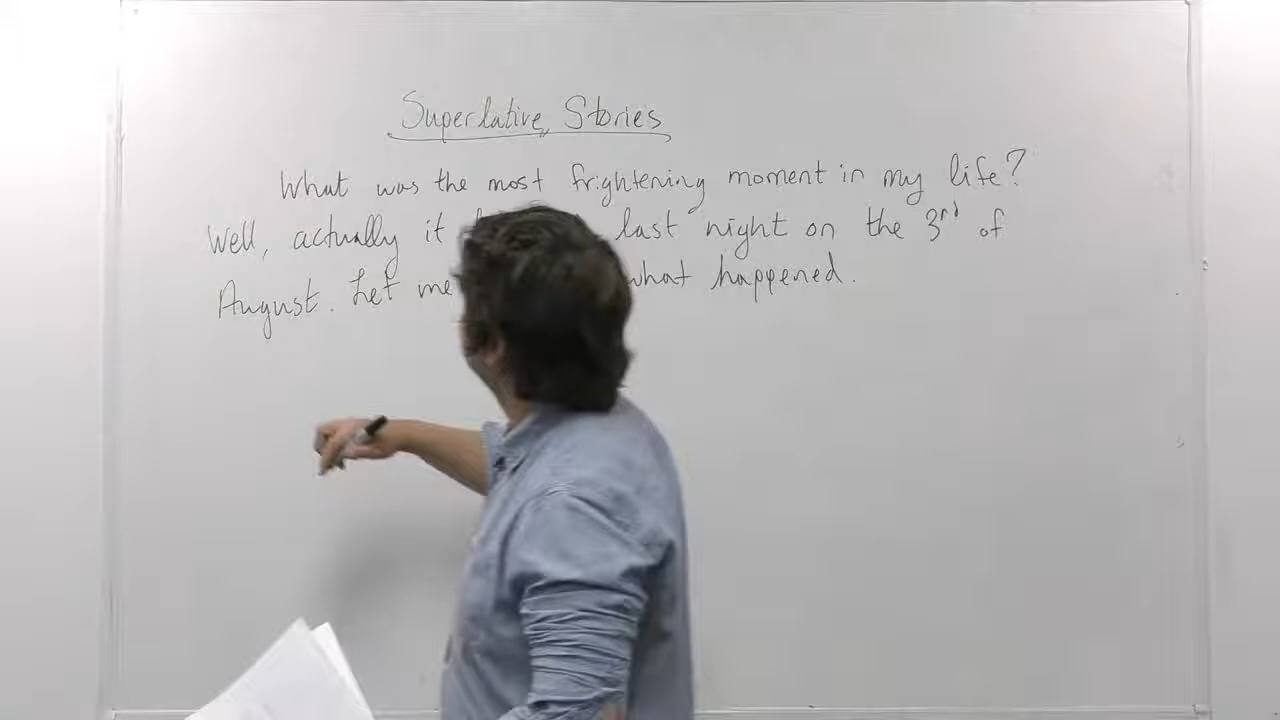 Superlative Stories
What was the most frightening moment in my life?
Well, actually it last night on the 3rd of
August. Let me what happened.